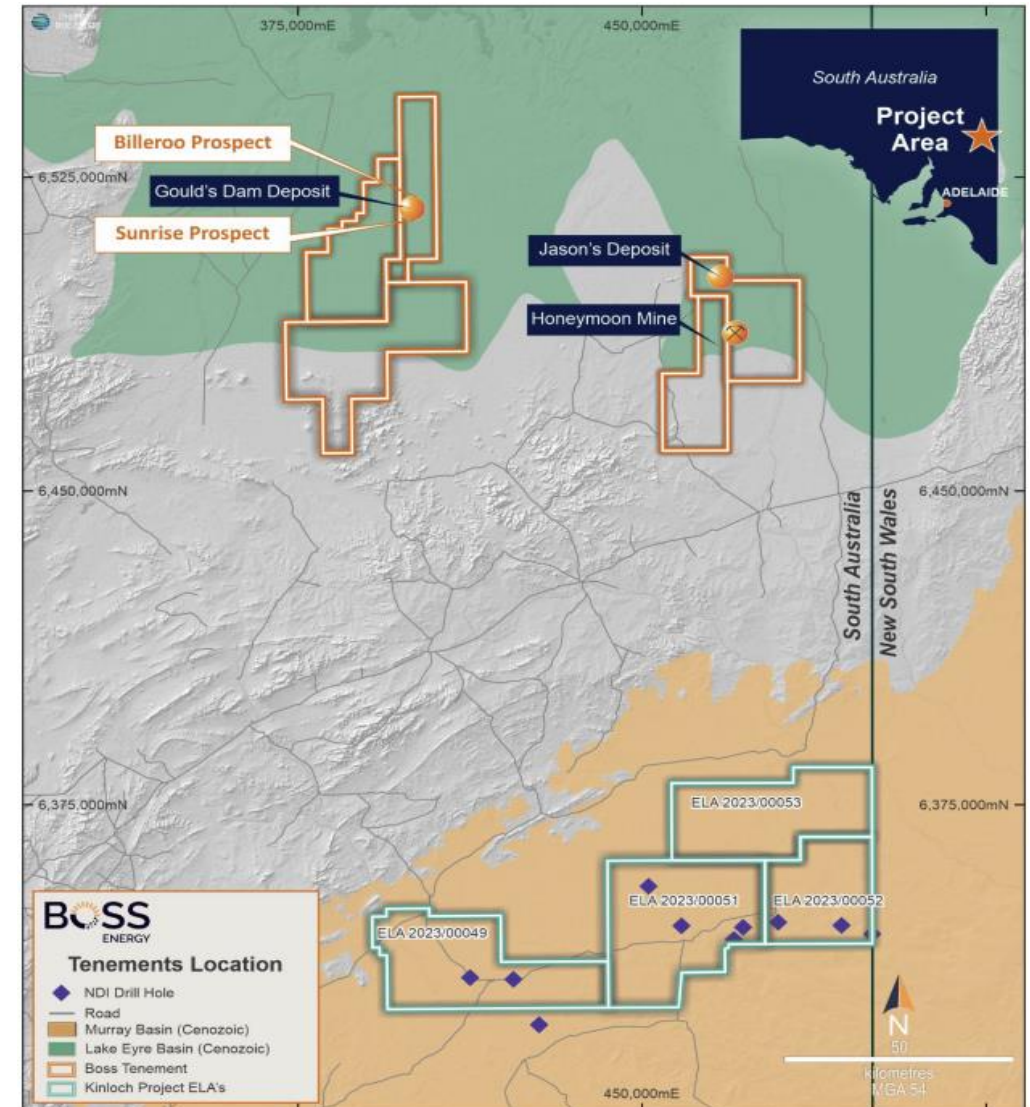 375,000mE
450,000mE
South Australia
Project
Area
ADELAIDE
Billeroo Prospect
6,525,000mN
6,525,000mN
Gould's Dam Deposit
Sunrise Prospect
Jason's Deposit
Honeymoon Mine
6,450,000mN
6,450,000mN
South Australia
New South Wales
6,375,000mN
6,375,000mN
ELA 2023/00053
ELA 2023/00051
ELA 2023/00052
ELA 2023/00049
BOSS
ENERGY
Tenements Location
NDI Drill Hole
Road
Murray Basin (Cenozoic)
Lake Eyre Basin (Cenozoic)
Boss Tenement
Kinloch Project ELA's
N
50
kilometres
MGA 54
450,000mE